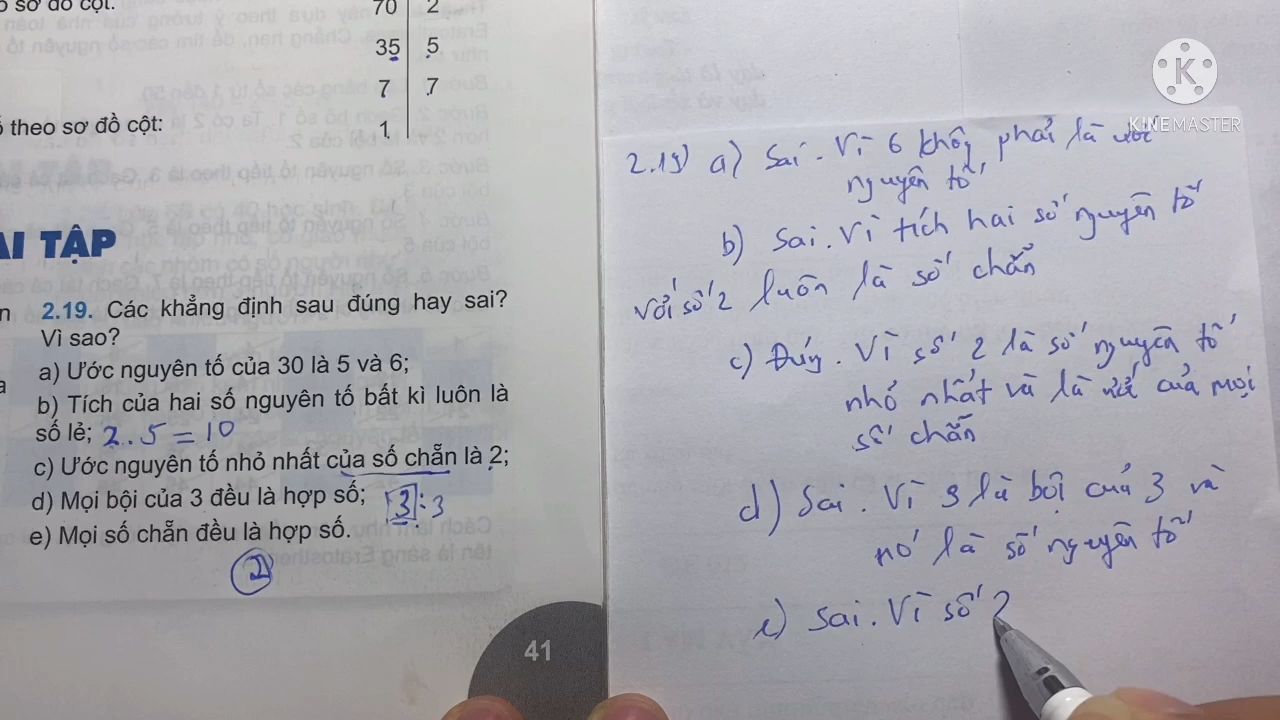 sơ đồ cột:
70 2
35 5
7 7
1
theo sơ đồ cột:
ÀI TẬP
2.19. Các khẳng định sau đúng hay sai?
Vì sao?
a) Ước nguyên tố của 30 là 5 và 6;
b) Tích của hai số nguyên tố bất kì luôn là
số lẻ; 2.5=10
c) Ước nguyên tố nhỏ nhất của số chẵn là 2;
d) Mọi bội của 3 đều là hợp số; 3:3
e) Mọi số chẵn đều là hợp số.
2
41
K
KINEMASTER
2.19) a) Sai. Vì 6 không phải là ước
nguyên tố
b) Sai. Vì tích hai số nguyên tố
với số 2 luôn là số chẵn
c) Đúng. Vì số 2 là số nguyên tố
nhỏ nhất và là ước của mọi
số chẵn
d) Sai. Vì 3 là bội của 3 và
nó là số nguyên tố
e) Sai. Vì số 2